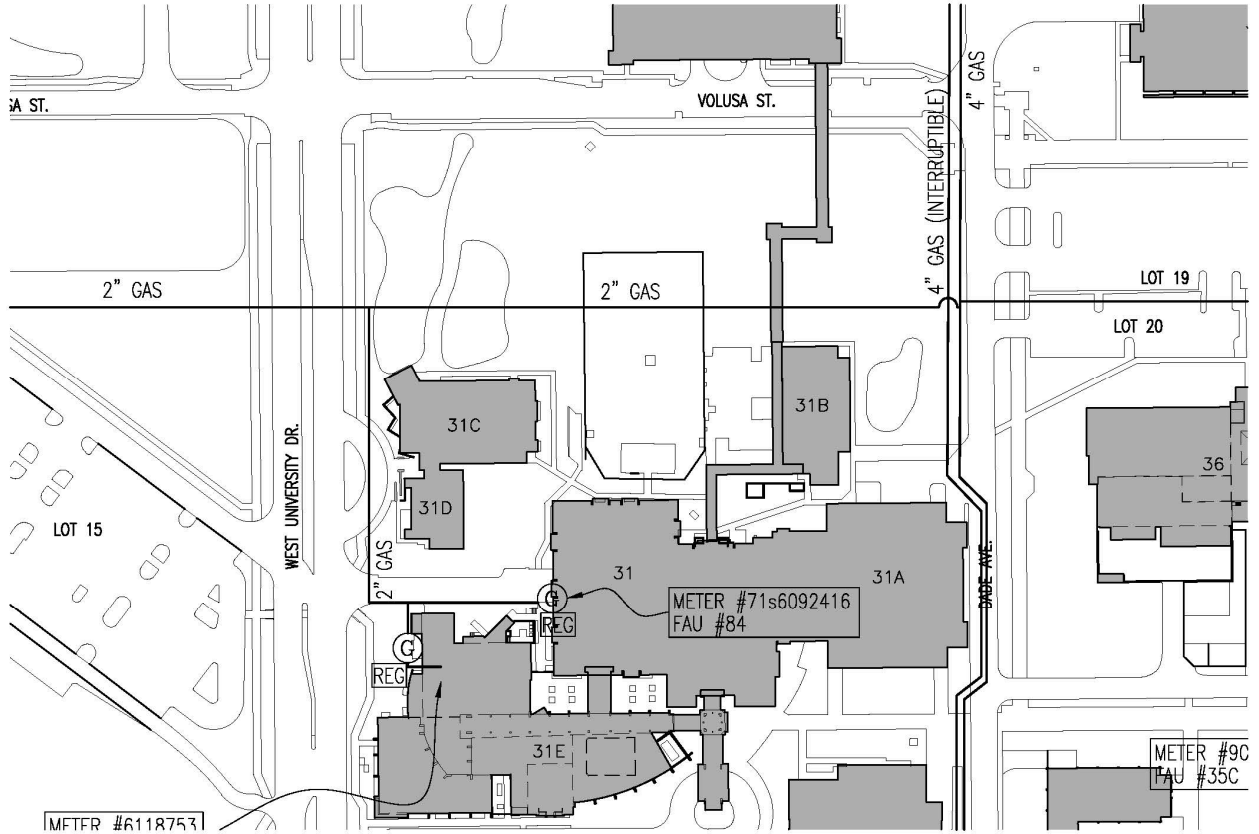 4" GAS
SA ST.
VOLUSA ST.
4" GAS (INTERRUPTIBLE)
2" GAS
2" GAS
LOT 19
LOT 20
31B
31C
36
31D
WEST UNIVERSITY DR.
LOT 15
2" GAS
31
31A
DADE AVE.
METER #71s6092416
FAU #84
G
REG
G
REG
31E
METER #9C
FAU #35C
METER #6118753